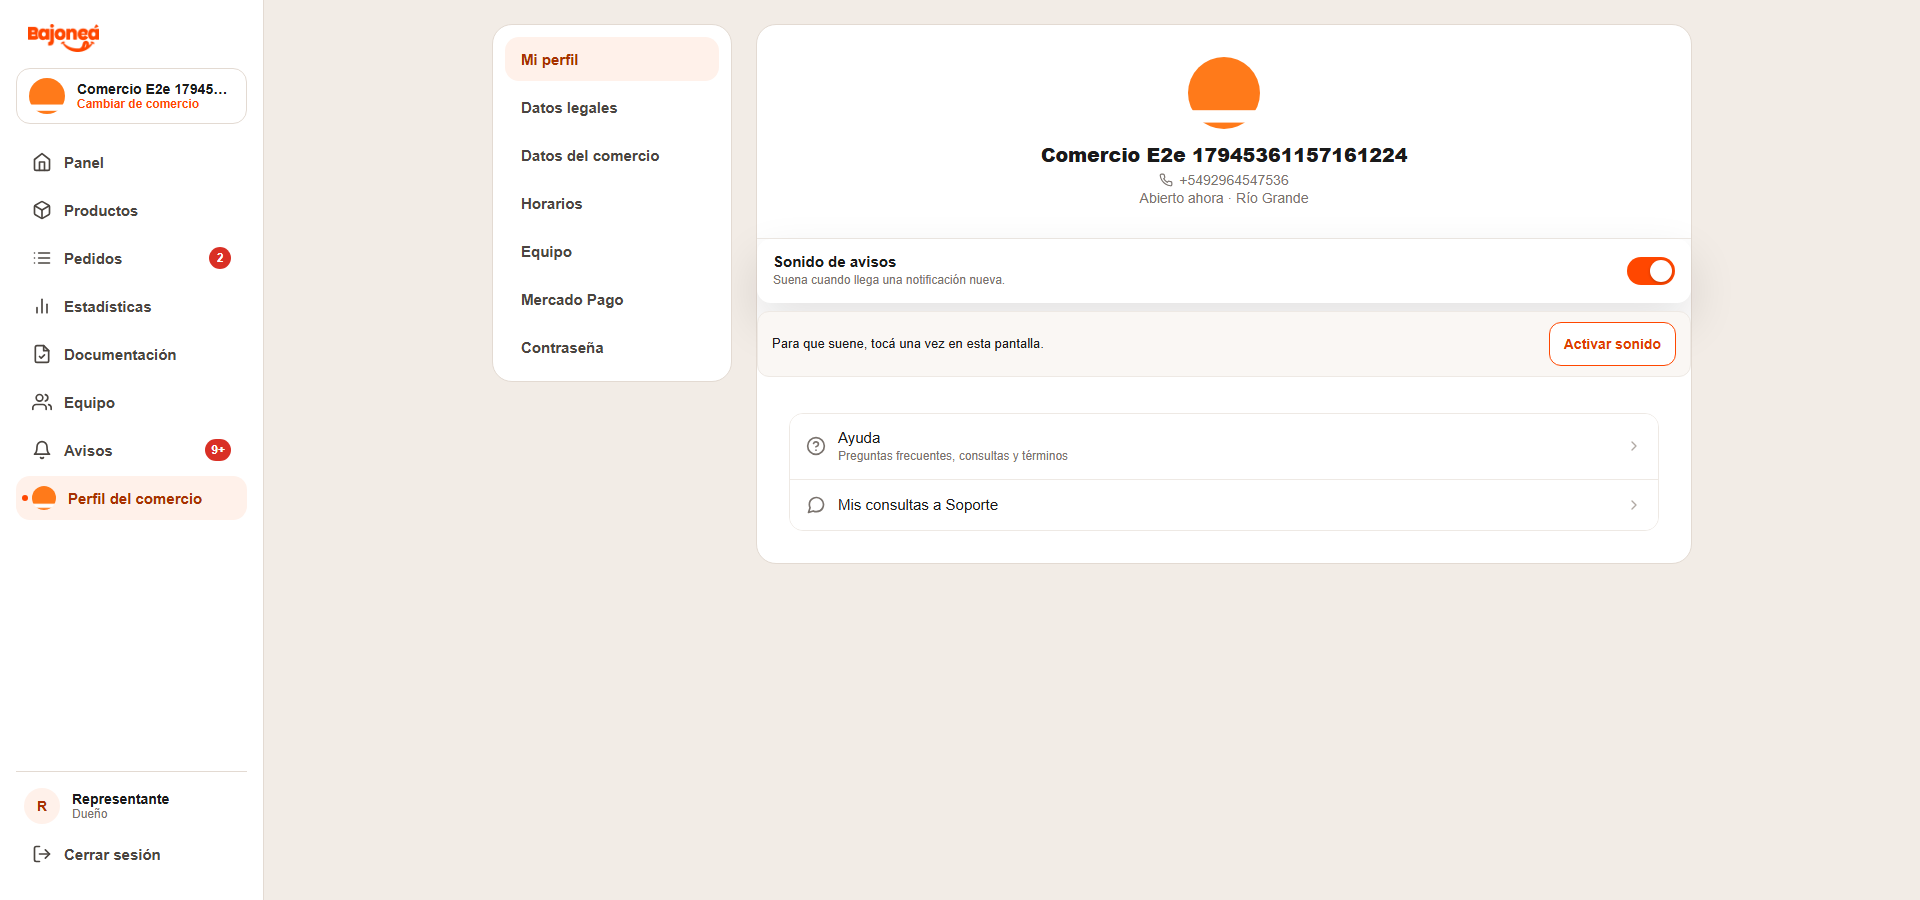 Bajoneá
Comercio E2e 17945...
Cambiar de comercio
Panel
Productos
Pedidos
2
Estadísticas
Documentación
Equipo
Avisos
9+
Perfil del comercio
R
Representante
Dueño
Cerrar sesión
Mi perfil
Datos legales
Datos del comercio
Horarios
Equipo
Mercado Pago
Contraseña
Comercio E2e 17945361157161224
+5492964547536
Abierto ahora · Río Grande
Sonido de avisos
Suena cuando llega una notificación nueva.
Para que suene, tocá una vez en esta pantalla.
Activar sonido
Ayuda
Preguntas frecuentes, consultas y términos
Mis consultas a Soporte